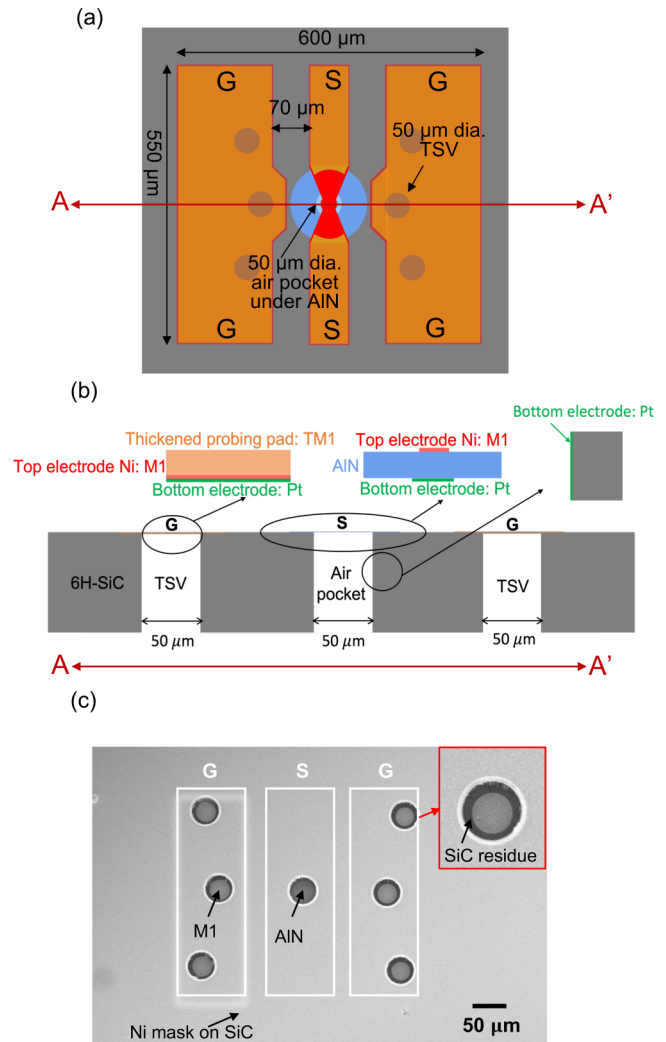 (a)
600 μm
G
S
G
70 μm
50 μm dia.
TSV
550 μm
A
A’
50 μm dia.
air pocket
under AlN
G
S
G
(b)
Bottom electrode: Pt
Thickened probing pad: TM1
Top electrode Ni: M1
Top electrode Ni: M1
AlN
Bottom electrode: Pt
Bottom electrode: Pt
G
S
G
6H-SiC
TSV
Air
pocket
TSV
50 μm
50 μm
50 μm
A
A’
(c)
G
S
G
SiC residue
M1
AlN
Ni mask on SiC
50 μm